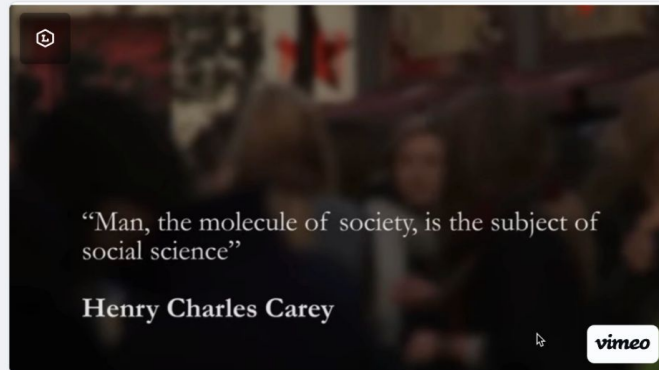 “Man, the molecule of society, is the subject of
social science”
Henry Charles Carey
vimeo